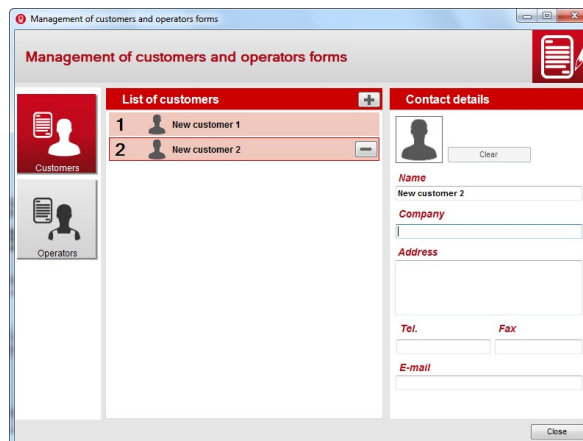 Management of customers and operators forms
Management of customers and operators forms
Customers
Operators
List of customers
1 New customer 1
2 New customer 2
Contact details
Clear
Name
New customer 2
Company
Address
Tel. Fax
E-mail
Close